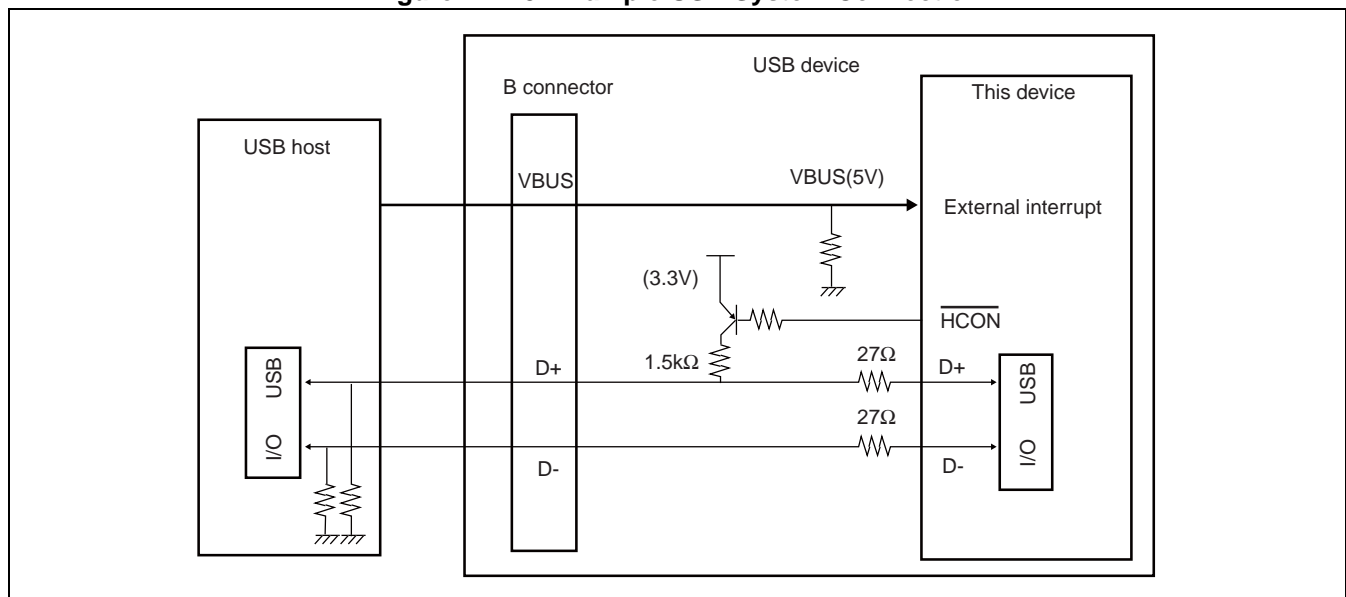 USB device
B connector
This device
USB host
VBUS
VBUS(5V)
External interrupt
(3.3V)
HCON
1.5kΩ
27Ω
D+
D+
USB
I/O
USB
I/O
27Ω
D-
D-